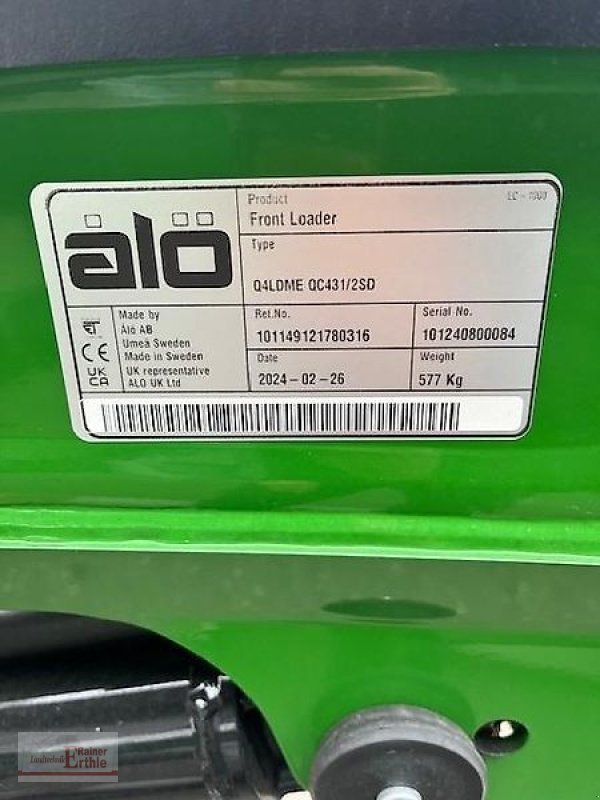 älö
Product
Front Loader
Type
Q4LDME QC431/2SD
Made by
Alö AB
Umeå Sweden
Made in Sweden
UK representative
ALO UK Ltd
CE
UK
CA
Ref.No.
101149121780316
Serial No.
101240800084
Date
2024-02-26
Weight
577 Kg
Landtechnik
Rainer
Erthle